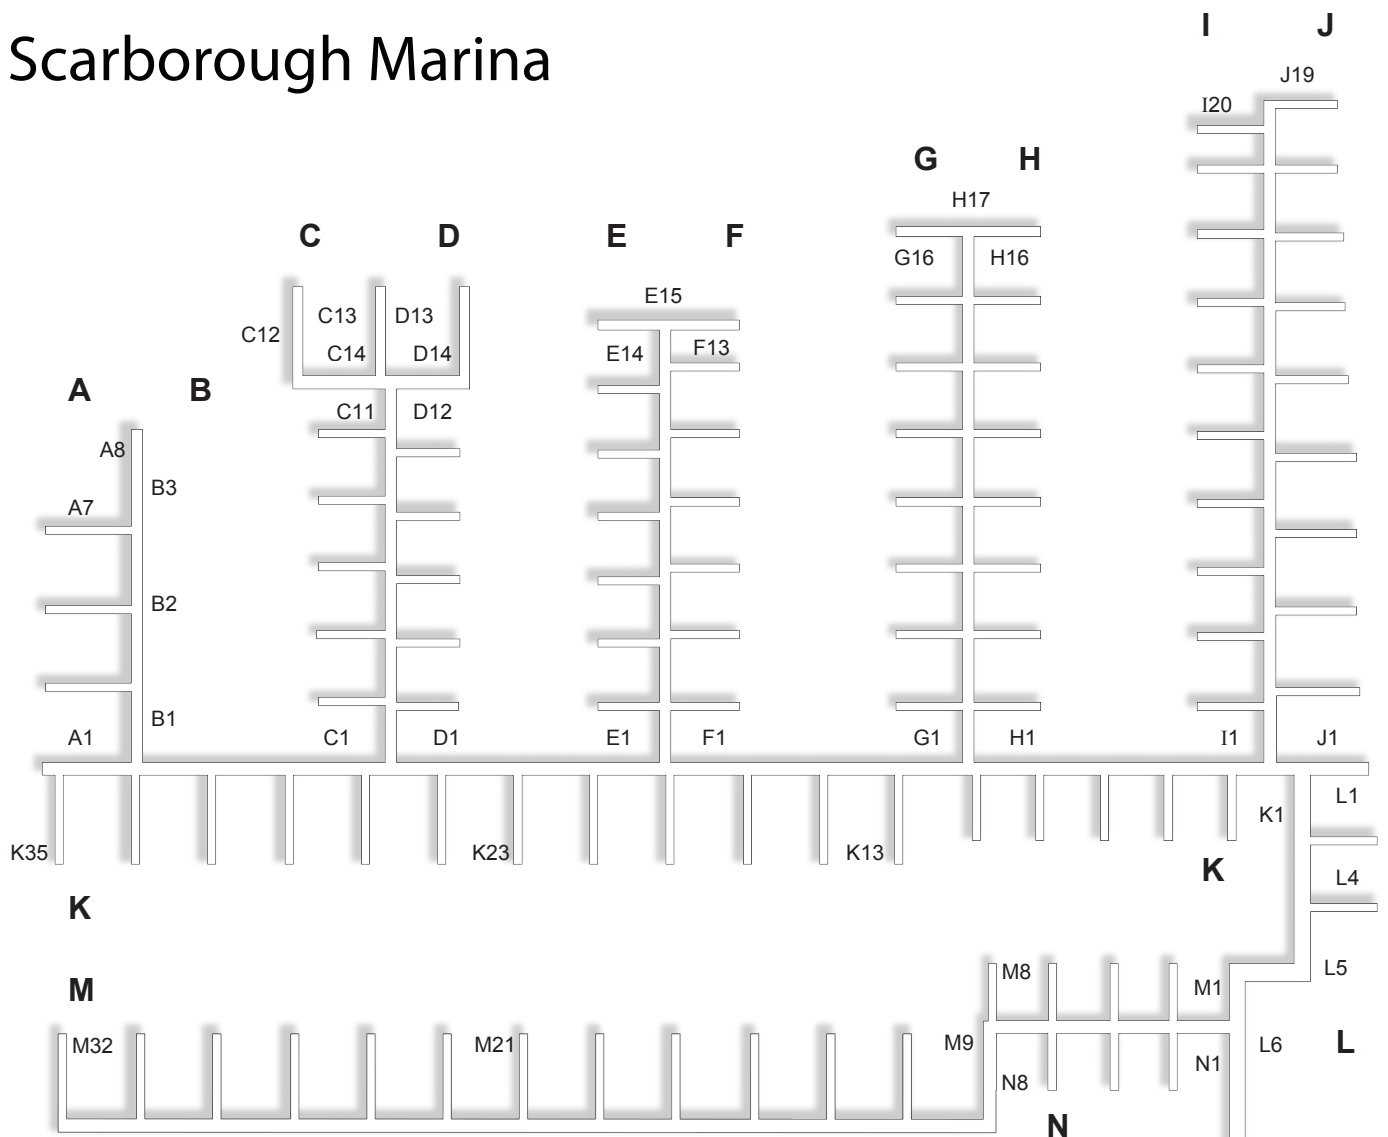 I J
Scarborough Marina
J19
I20
G H
H17
C D E F
G16 H16
E15
C13 D13
C12
C14 D14 E14 F13
A B
C11 D12
A8
B3
A7
B2
B1
A1 C1 D1 E1 F1 G1 H1 I1 J1
L1
K1
K35 K23 K13
K
L4
K
L5
M8
M
M1
M32 M21 M9 L6 L
N1
N8
N